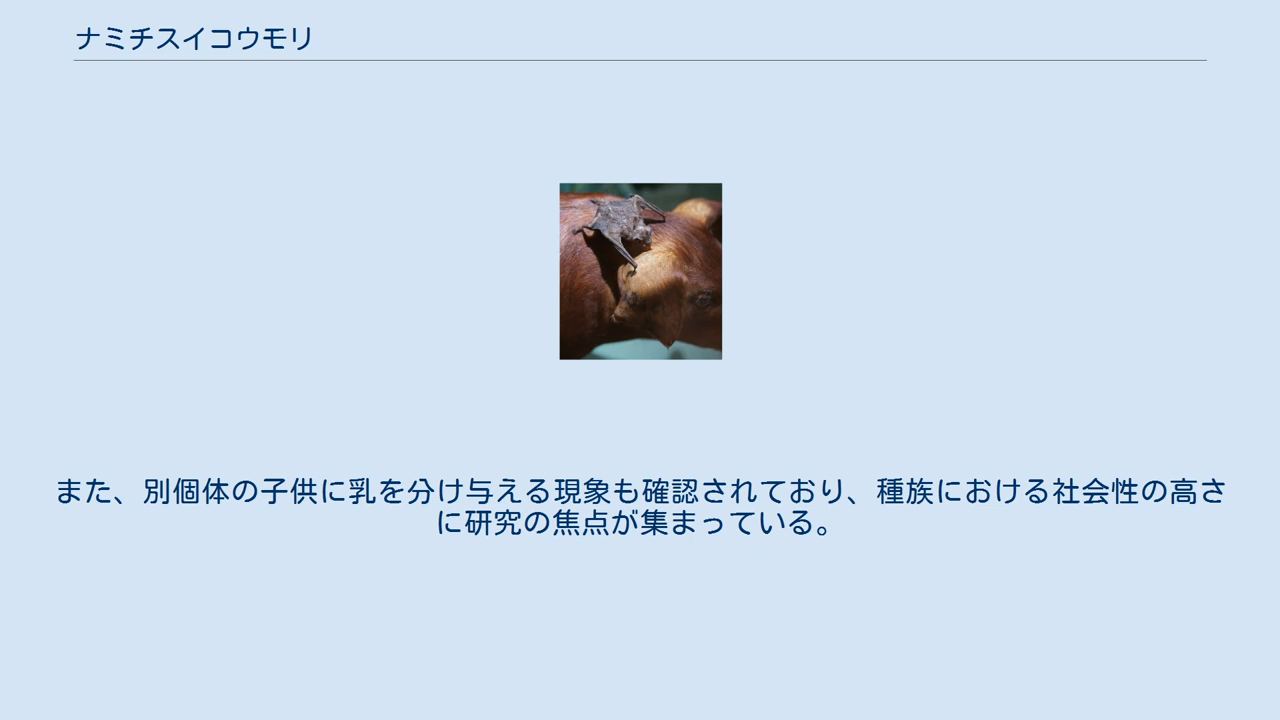 ナミチスイコウモリ
また、別個体の子供に乳を分け与える現象も確認されており、種族における社会性の高さ
に研究の焦点が集まっている。